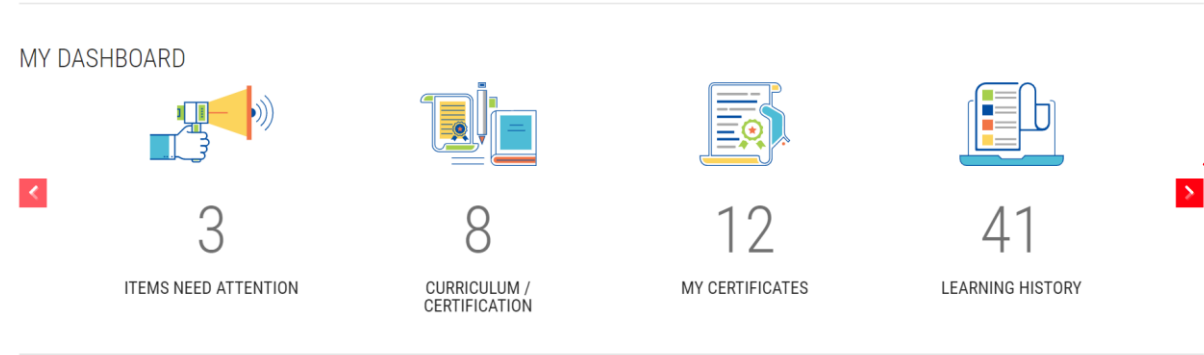 MY DASHBOARD
3
8
12
41
ITEMS NEED ATTENTION
CURRICULUM /
CERTIFICATION
MY CERTIFICATES
LEARNING HISTORY